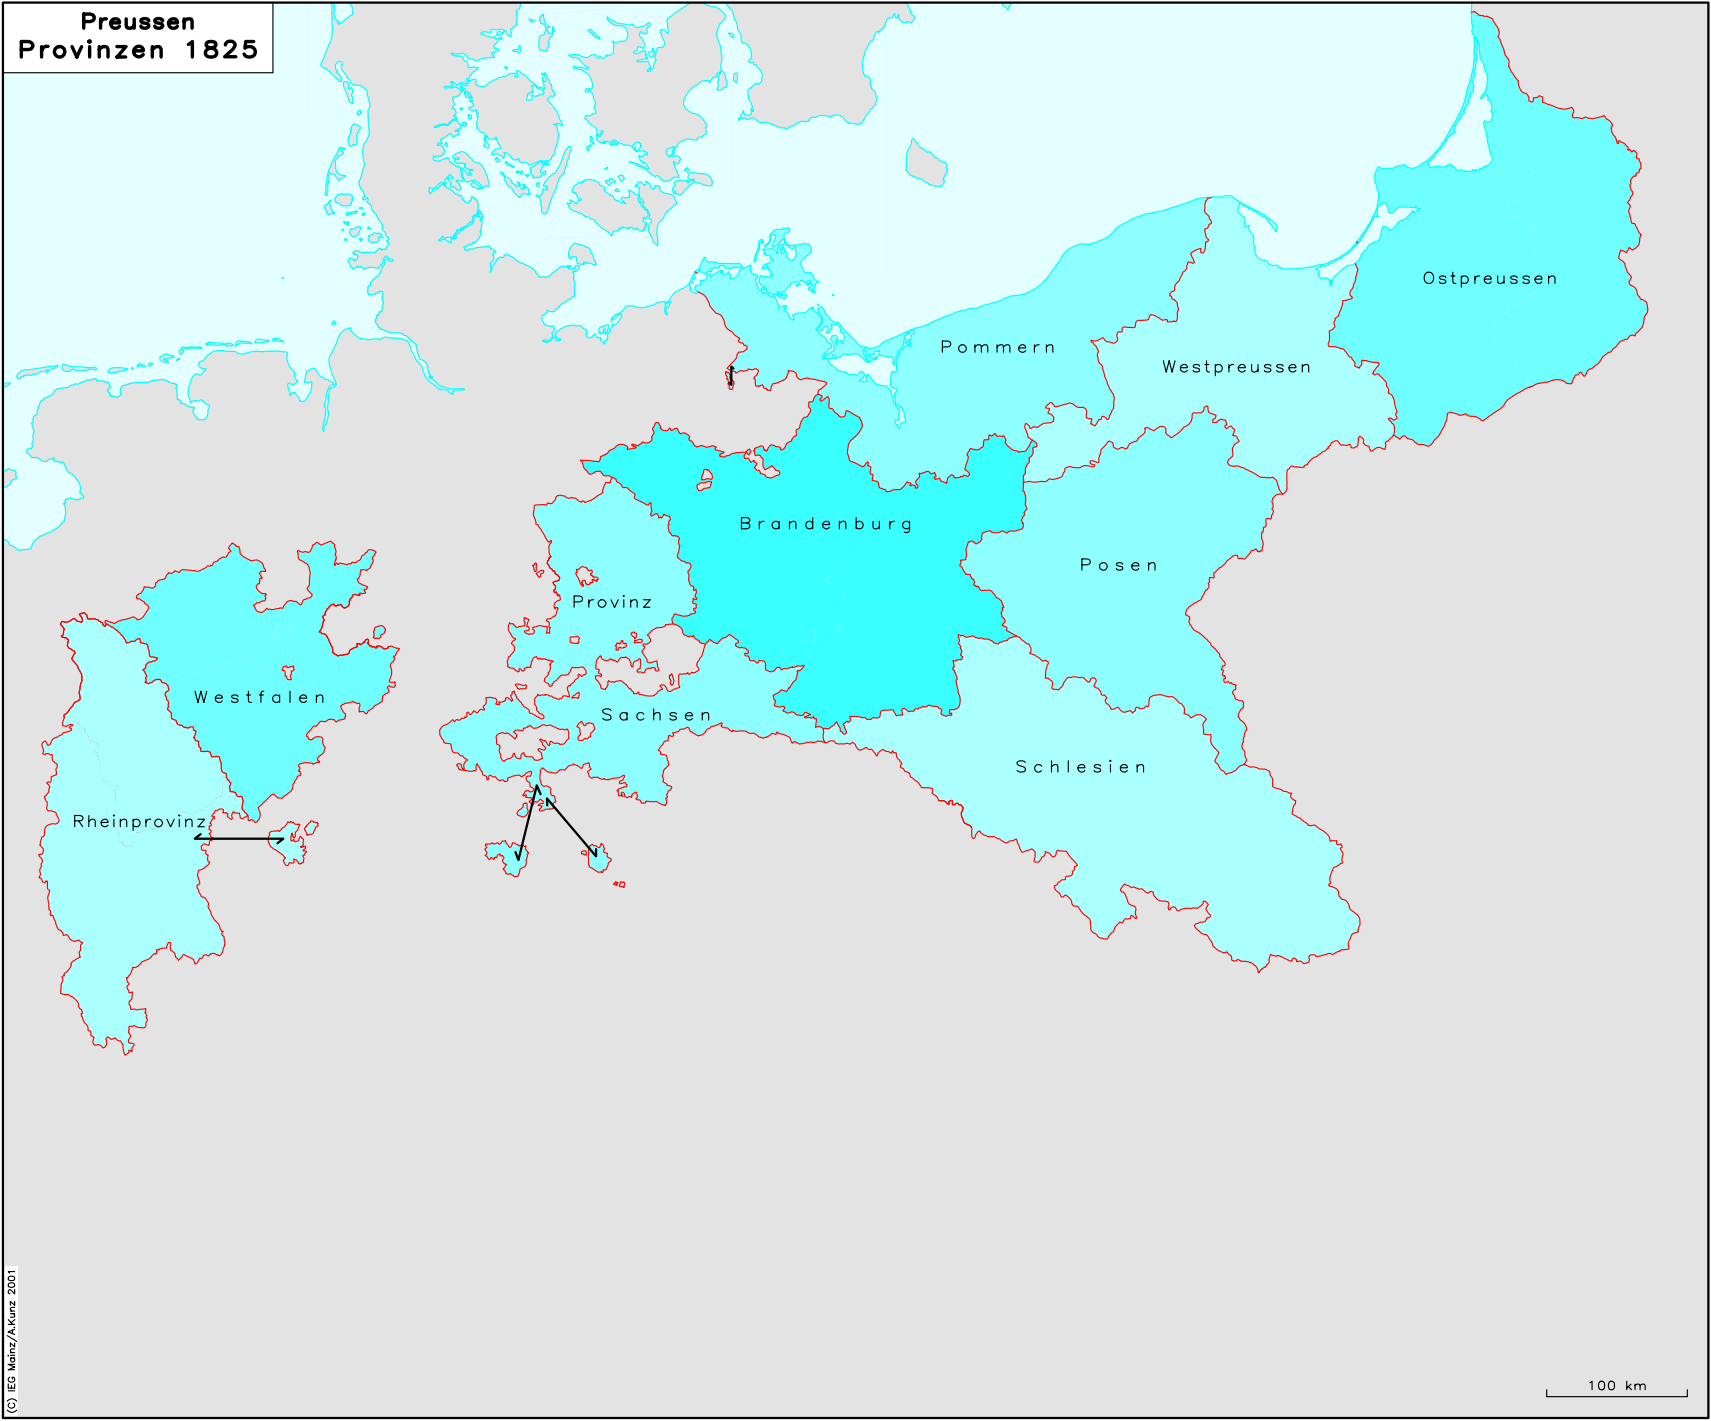 Preussen
Provinzen 1825
Ostpreussen
Pommern
Westpreussen
Brandenburg
Posen
Provinz
Sachsen
Westfalen
Schlesien
Rheinprovinz
(C) IEG Mainz/A.Kunz 2001
100 km